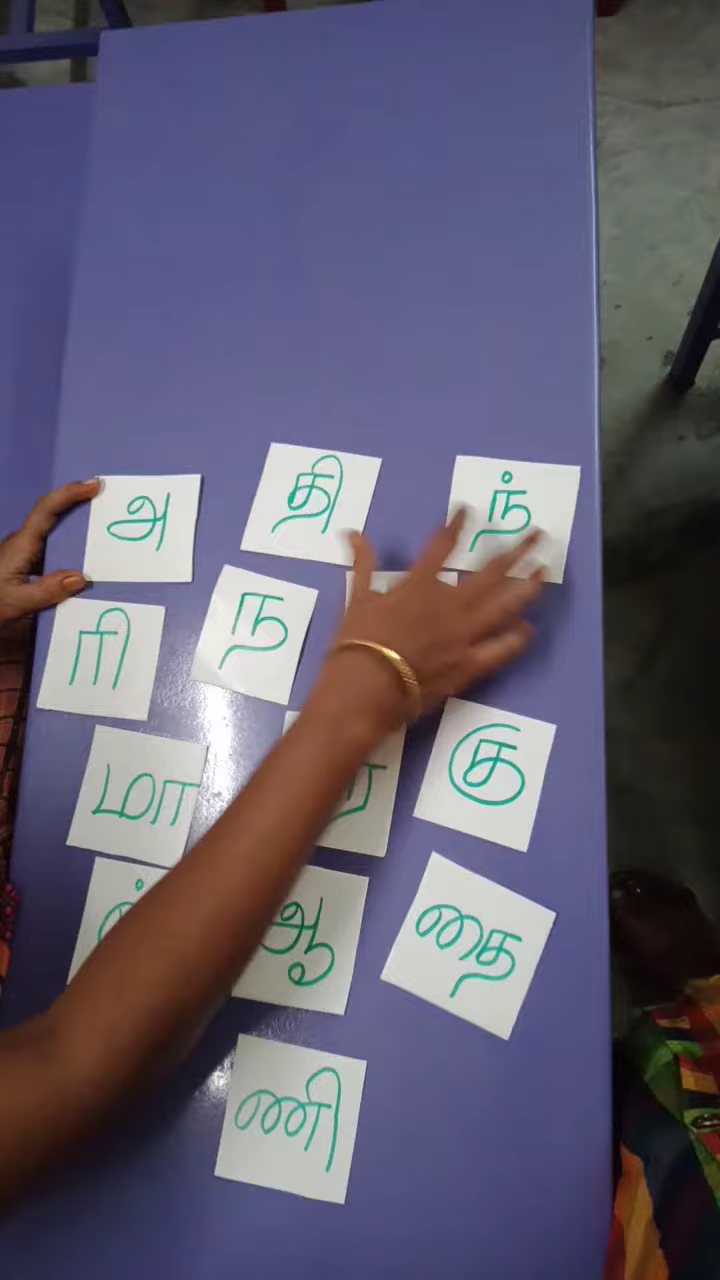 அ தி ந்
ரி ந
மா கு
ஆ தை
ணி